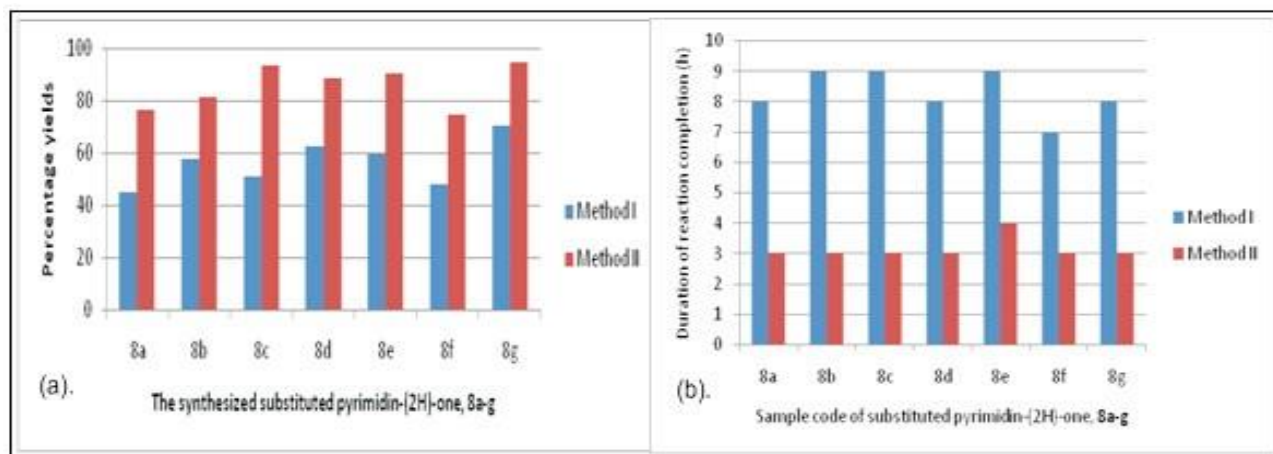 Percentage yields
100
80
60
40
20
0
8a 8b 8c 8d 8e 8f 8g
Method I
Method II
(a).
The synthesized substituted pyrimidin-(2H)-one, 8a-g
Duration of reaction completion (h)
10
9
8
7
6
5
4
3
2
1
0
8a 8b 8c 8d 8e 8f 8g
Method I
Method II
(b).
Sample code of substituted pyrimidin-(2H)-one, 8a-g